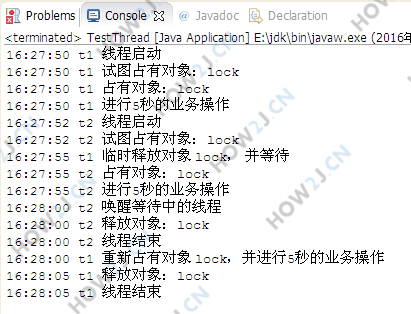 Problems Console Javadoc Declaration
<terminated> TestThread [Java Application] E:\jdk\bin\javaw.exe (2016年
16:27:50 t1 线程启动
16:27:50 t1 试图占有对象：lock
16:27:50 t1 占有对象：lock
16:27:50 t1 进行5秒的业务操作
16:27:52 t2 线程启动
16:27:52 t2 试图占有对象：lock
16:27:55 t1 临时释放对象 lock， 并等待
16:27:55 t2 占有对象：lock
16:27:55 t2 进行5秒的业务操作
16:28:00 t2 唤醒等待中的线程
16:28:00 t2 释放对象：lock
16:28:00 t2 线程结束
16:28:00 t1 重新占有对象 lock，并进行5秒的业务操作
16:28:05 t1 释放对象：lock
16:28:05 t1 线程结束
HOW2J.CN
HOW2J.CN
HOW2J.CN
HOW2J.CN
HOW2J.CN
HOW2J.CN